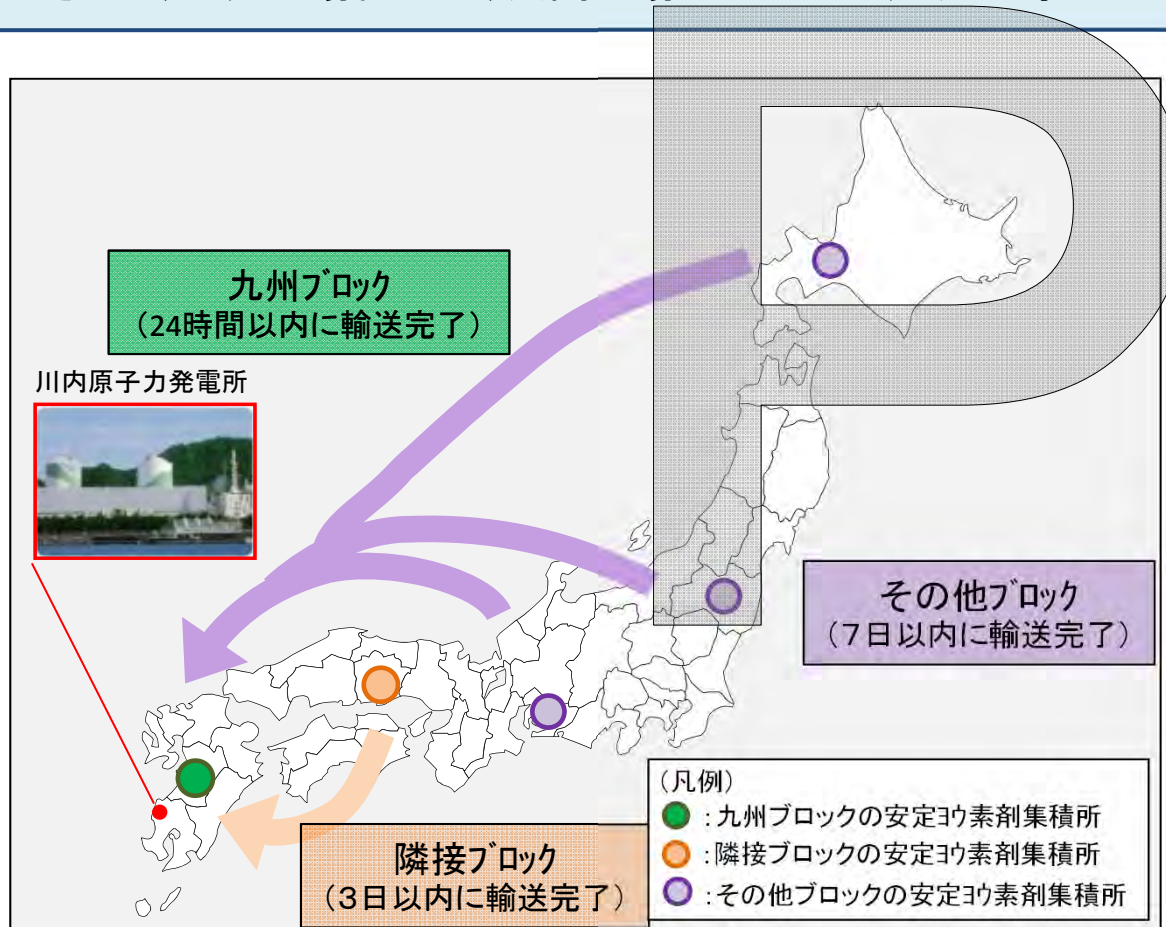 九州ブロック
（24時間以内に輸送完了）
川内原子力発電所
その他ブロック
（７日以内に輸送完了）
隣接ブロック
（３日以内に輸送完了）
（凡例）
：九州ブロックの安定ﾖｳ素剤集積所
：隣接ブロックの安定ﾖｳ素剤集積所
：その他ブロックの安定ﾖｳ素剤集積所
P